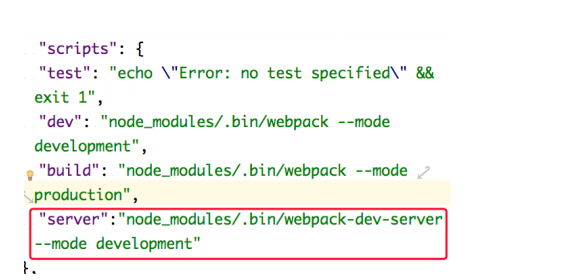 "scripts": {
"test": "echo \"Error: no test specified\" &&
exit 1",
"dev": "node_modules/.bin/webpack --mode
development",
"build": "node_modules/.bin/webpack --mode
production",
"server":"node_modules/.bin/webpack-dev-server
--mode development"
},